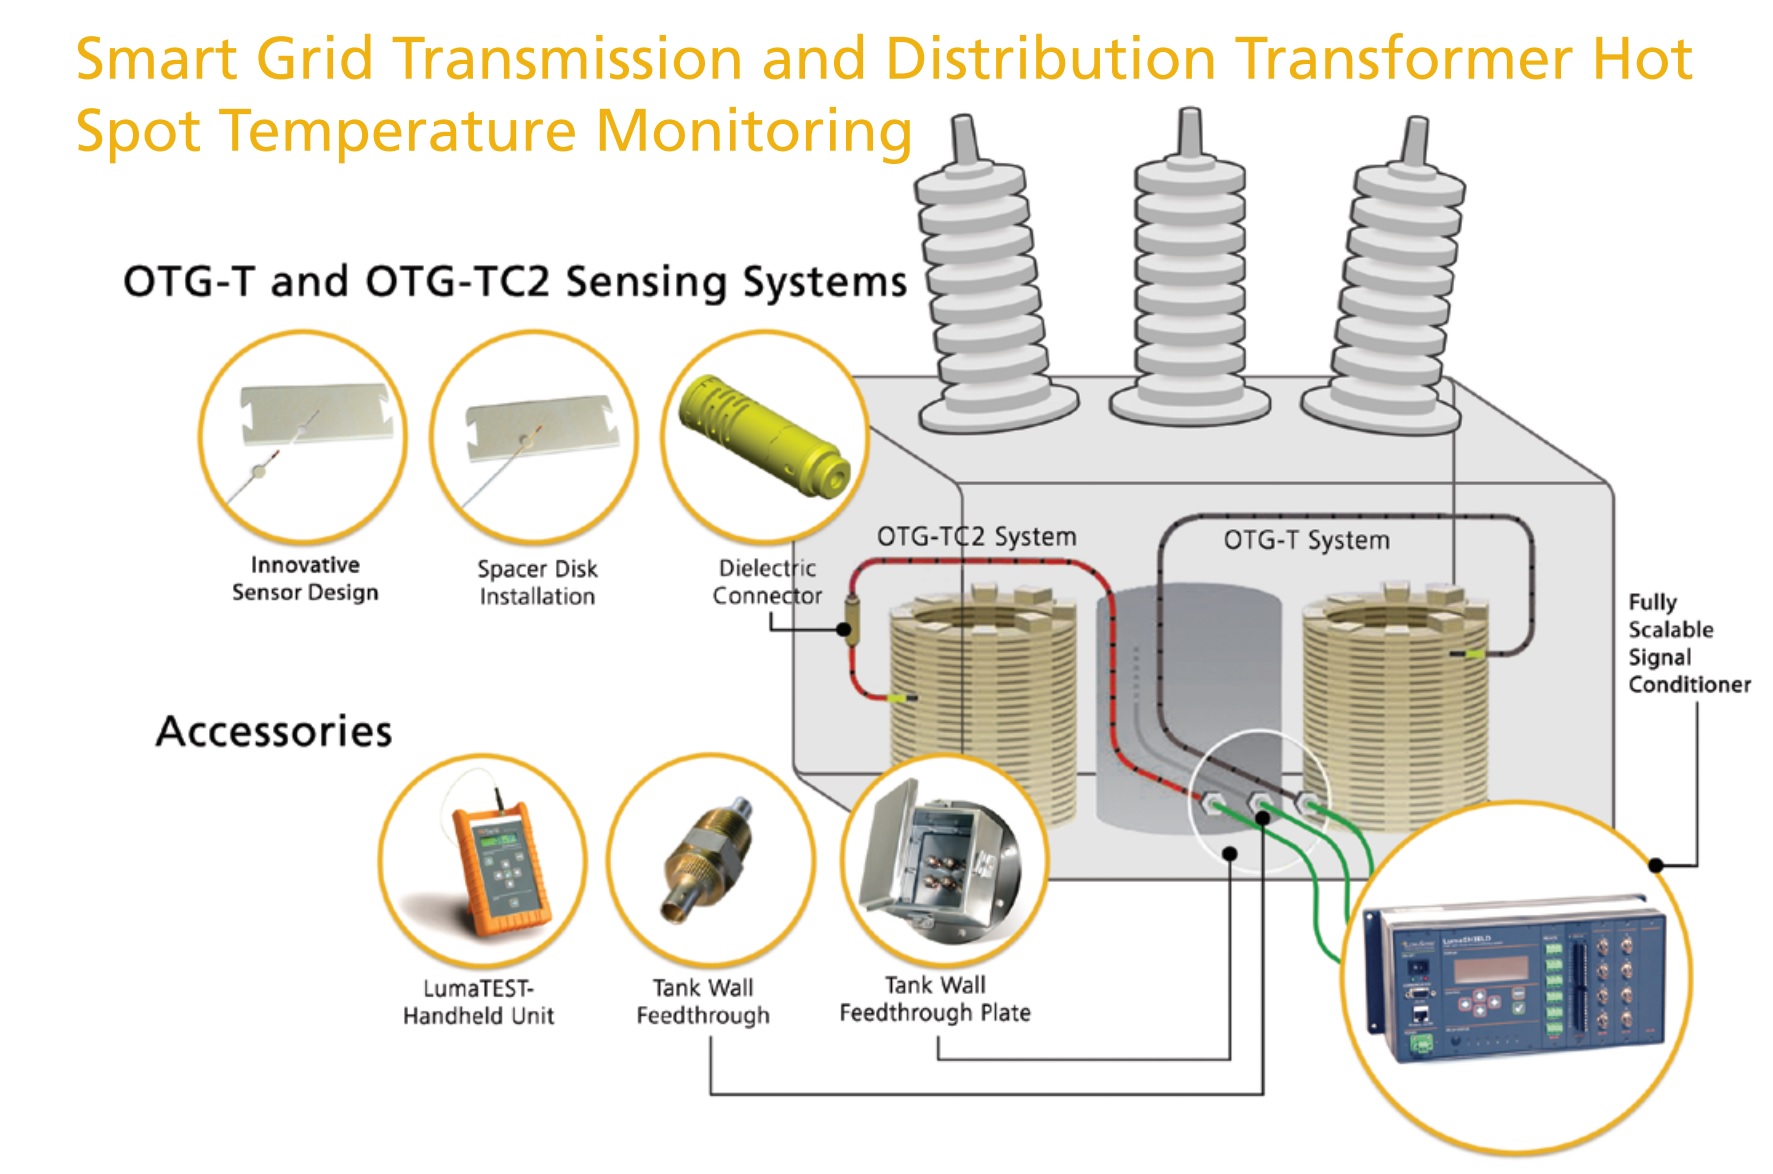 Smart Grid Transmission and Distribution Transformer Hot
Spot Temperature Monitoring
OTG-T and OTG-TC2 Sensing Systems
Innovative
Sensor Design
Spacer Disk
Installation
Dielectric
Connector
OTG-TC2 System
OTG-T System
Fully
Scalable
Signal
Conditioner
Accessories
LumaTEST-
Handheld Unit
Tank Wall
Feedthrough
Tank Wall
Feedthrough Plate
LumaSHIELD